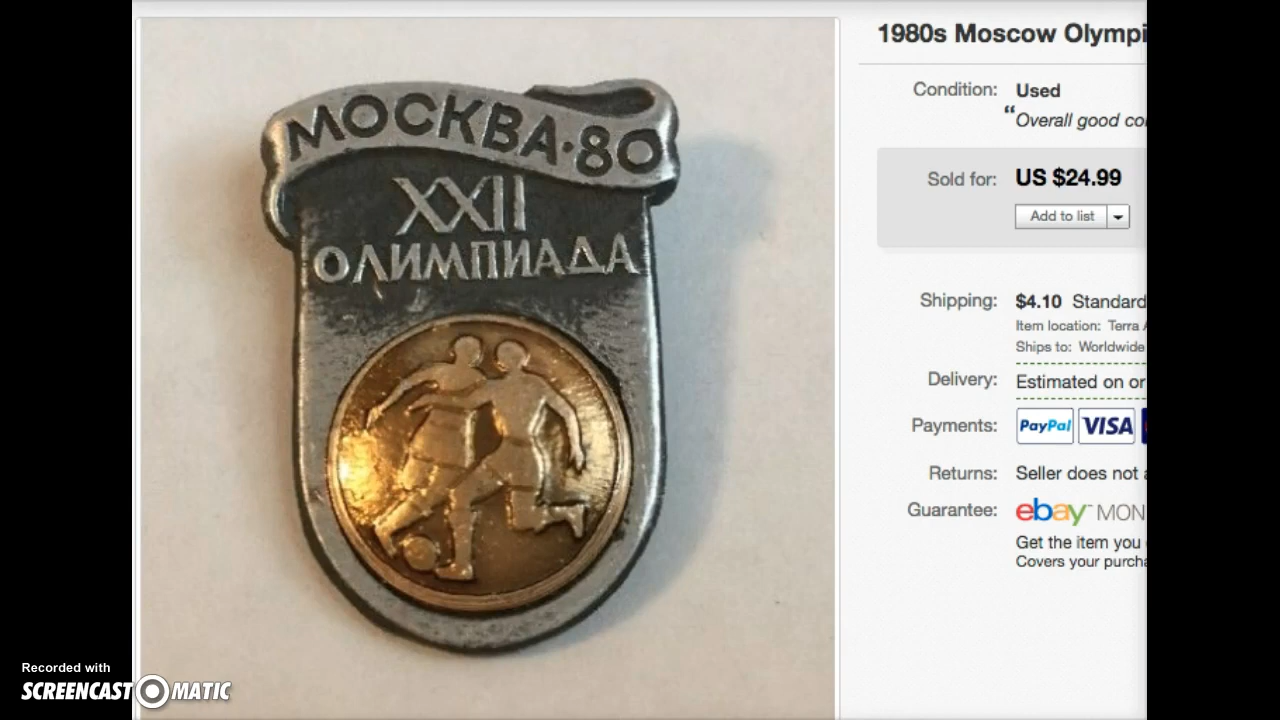 МОСКВА·80
XXII
ОЛИМПИАДА
1980s Moscow Olympi
Condition: Used
“Overall good co
Sold for: US $24.99
Add to list
Shipping: $4.10 Standard
Item location: Terra
Ships to: Worldwide
Delivery: Estimated on or
Payments: PayPal VISA
Returns: Seller does not
Guarantee: ebay MON
Get the item you
Covers your purcha
Recorded with
SCREENCAST MATIC